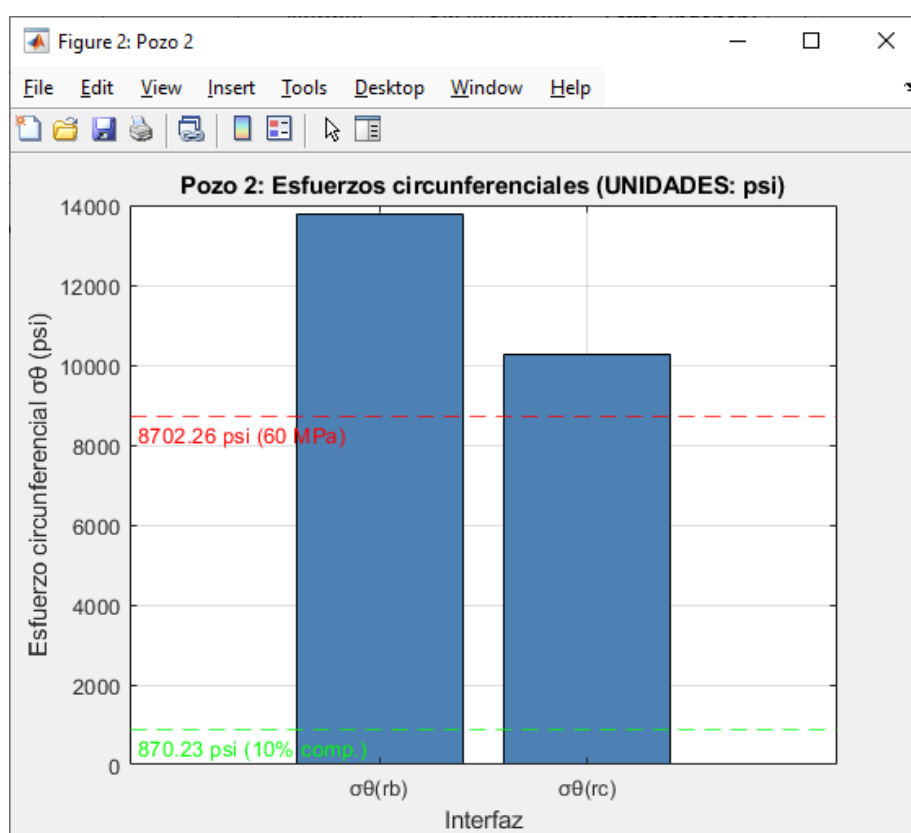 Figure 2: Pozo 2
File Edit View Insert Tools Desktop Window Help
Pozo 2: Esfuerzos circunferenciales (UNIDADES: psi)
Esfuerzo circunferencial σθ (psi)
14000
12000
10000
8000
6000
4000
2000
0
8702.26 psi (60 MPa)
870.23 psi (10% comp.)
σθ(rb) σθ(rc)
Interfaz